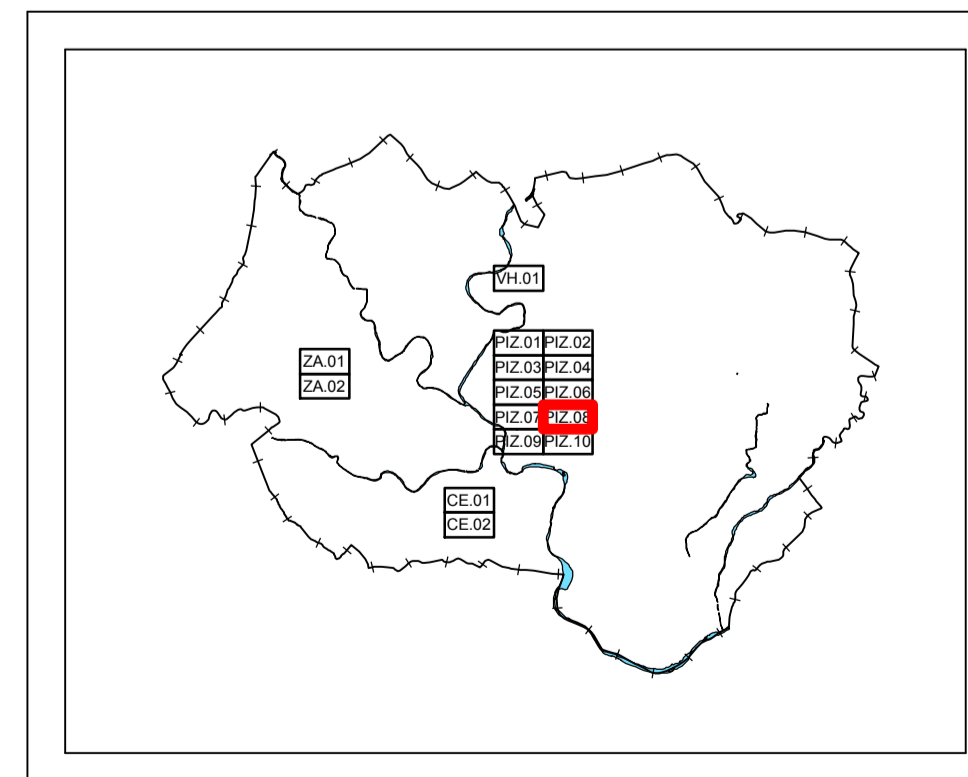 VH.01
PIZ.01 PIZ.02
PIZ.03 PIZ.04
PIZ.05 PIZ.06
PIZ.07 PIZ.08
PIZ.09 PIZ.10
ZA.01
ZA.02
CE.01
CE.02